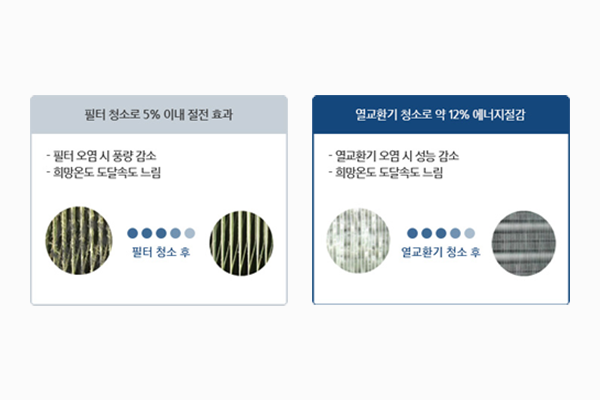 필터 청소로 5% 이내 절전 효과
- 필터 오염 시 풍량 감소
- 희망온도 도달속도 느림
필터 청소 후
열교환기 청소로 약 12% 에너지절감
- 열교환기 오염 시 성능 감소
- 희망온도 도달속도 느림
열교환기 청소 후